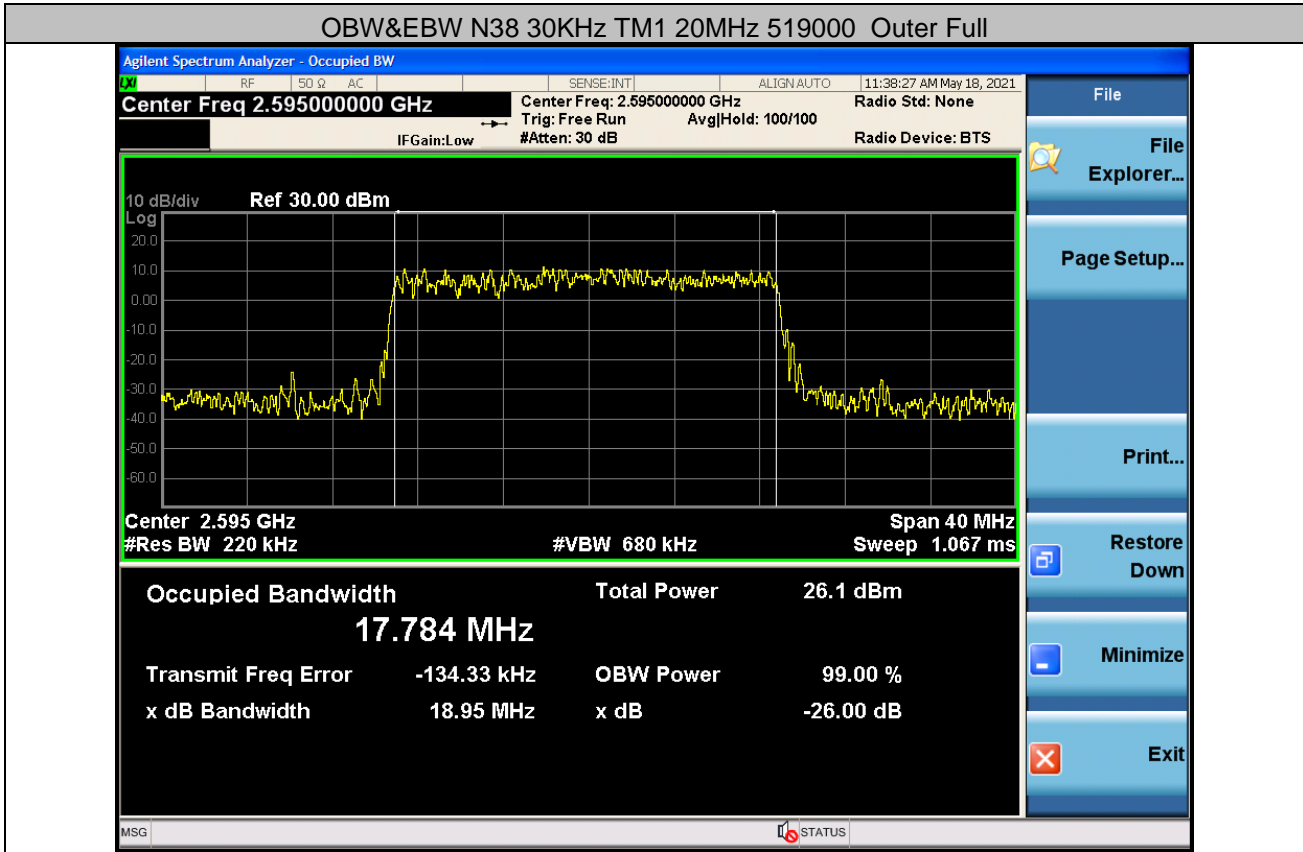 OBW&EBW N38 30KHz TM1 20MHz 519000 Outer Full
Agilent Spectrum Analyzer - Occupied BW
LXI RF 50 Ω AC SENSE:INT ALIGN AUTO 11:38:27 AM May 18, 2021
Center Freq 2.595000000 GHz
Center Freq: 2.595000000 GHz
Radio Std: None
Trig: Free Run Avg|Hold: 100/100
IFGain:Low
#Atten: 30 dB
Radio Device: BTS
10 dB/div Ref 30.00 dBm
Log
20.0
10.0
0.00
-10.0
-20.0
-30.0
-40.0
-50.0
-60.0
Center 2.595 GHz Span 40 MHz
#Res BW 220 kHz #VBW 680 kHz Sweep 1.067 ms
Occupied Bandwidth Total Power 26.1 dBm
17.784 MHz
Transmit Freq Error -134.33 kHz OBW Power 99.00 %
x dB Bandwidth 18.95 MHz x dB -26.00 dB
MSG STATUS
File
File
Explorer...
Page Setup...
Print...
Restore
Down
Minimize
Exit